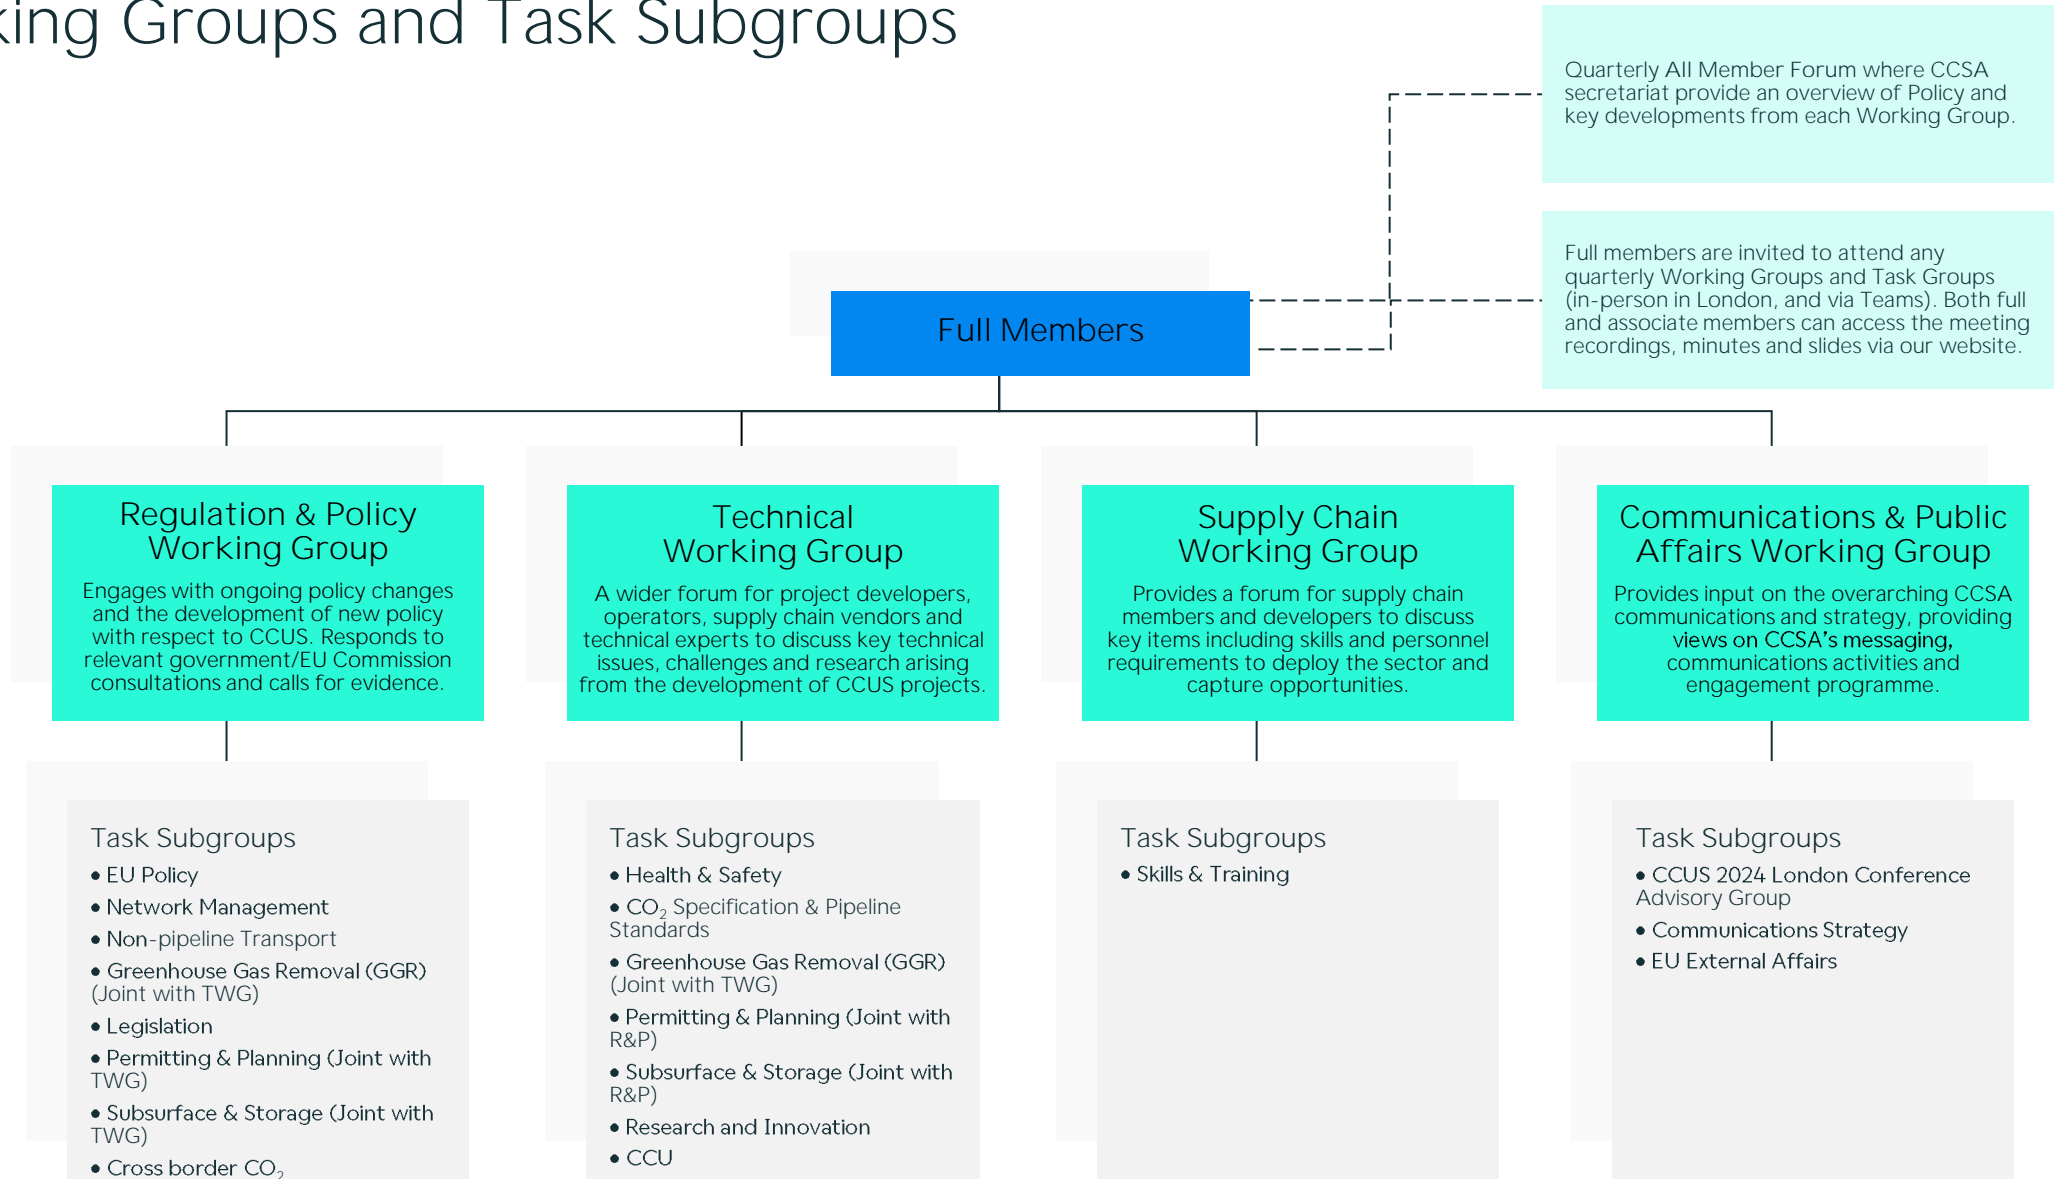 king Groups and Task Subgroups
Quarterly All Member Forum where CCSA
secretariat provide an overview of Policy and
key developments from each Working Group.
Full members are invited to attend any
quarterly Working Groups and Task Groups
(in-person in London, and via Teams). Both full
and associate members can access the meeting
recordings, minutes and slides via our website.
Full Members
Regulation & Policy
Working Group
Engages with ongoing policy changes
and the development of new policy
with respect to CCUS. Responds to
relevant government/EU Commission
consultations and calls for evidence.
Technical
Working Group
A wider forum for project developers,
operators, supply chain vendors and
technical experts to discuss key technical
issues, challenges and research arising
from the development of CCUS projects.
Supply Chain
Working Group
Provides a forum for supply chain
members and developers to discuss
key items including skills and personnel
requirements to deploy the sector and
capture opportunities.
Communications & Public
Affairs Working Group
Provides input on the overarching CCSA
communications and strategy, providing
views on CCSA’s messaging,
communications activities and
engagement programme.
Task Subgroups
• EU Policy
• Network Management
• Non-pipeline Transport
• Greenhouse Gas Removal (GGR)
(Joint with TWG)
• Legislation
• Permitting & Planning (Joint with
TWG)
• Subsurface & Storage (Joint with
TWG)
• Cross border CO₂
Task Subgroups
• Health & Safety
• CO₂ Specification & Pipeline
Standards
• Greenhouse Gas Removal (GGR)
(Joint with TWG)
• Permitting & Planning (Joint with
R&P)
• Subsurface & Storage (Joint with
R&P)
• Research and Innovation
• CCU
Task Subgroups
• Skills & Training
Task Subgroups
• CCUS 2024 London Conference
Advisory Group
• Communications Strategy
• EU External Affairs